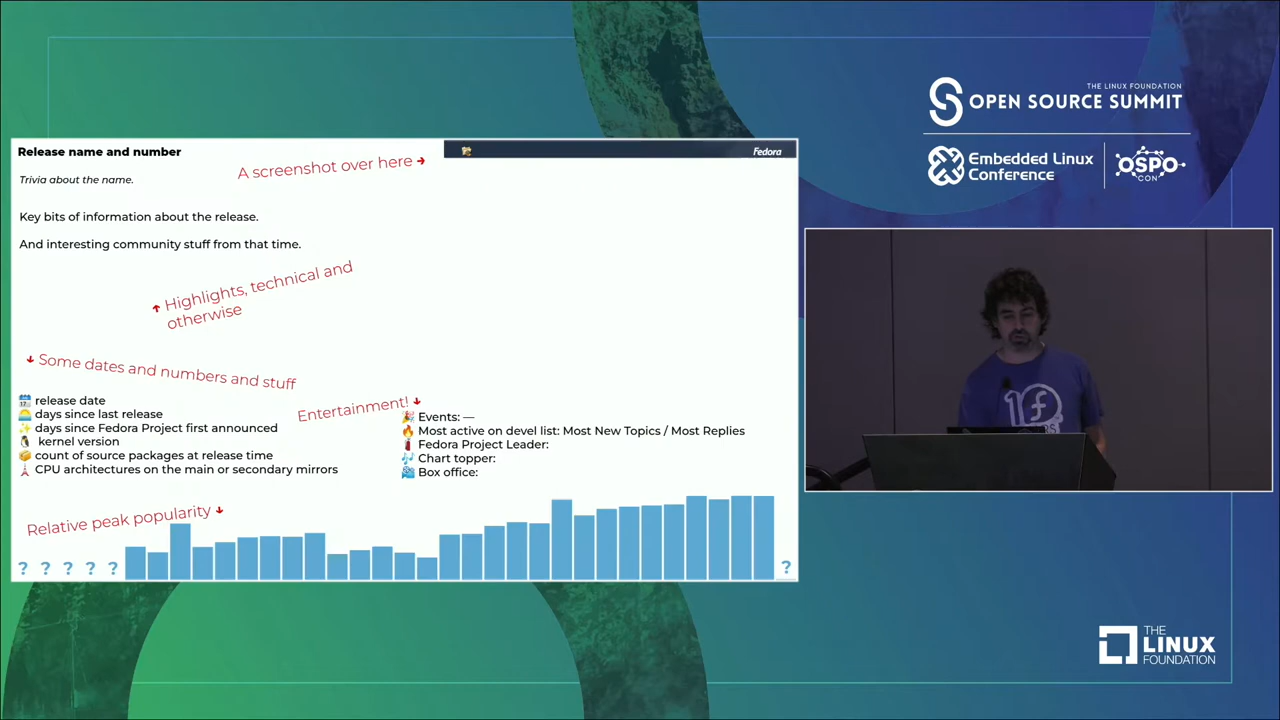 THE LINUX FOUNDATION
OPEN SOURCE SUMMIT
Embedded Linux
Conference
OSPO
CON
Release name and number
A screenshot over here →
Fedora
Trivia about the name.
Key bits of information about the release.
And interesting community stuff from that time.
↑ Highlights, technical and
otherwise
↓ Some dates and numbers and stuff
Entertainment! ↓
release date
days since last release
days since Fedora Project first announced
kernel version
count of source packages at release time
CPU architectures on the main or secondary mirrors
Events: —
Most active on devel list: Most New Topics / Most Replies
Fedora Project Leader:
Chart topper:
Box office:
Relative peak popularity ↓
? ? ? ? ? ?
THE
LINUX
FOUNDATION